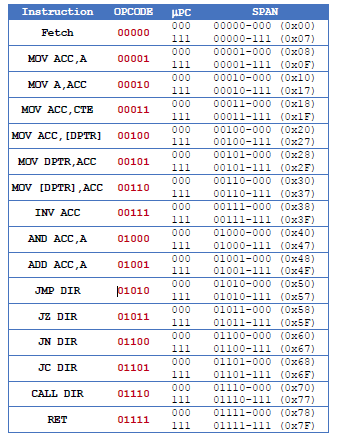 Instruction OPCODE µPC SPAN
Fetch 00000 000 00000-000 (0x00)
111 00000-111 (0x07)
MOV ACC,A 00001 000 00001-000 (0x08)
111 00001-111 (0x0F)
MOV A,ACC 00010 000 00010-000 (0x10)
111 00010-111 (0x17)
MOV ACC,CTE 00011 000 00011-000 (0x18)
111 00011-111 (0x1F)
MOV ACC,[DPTR] 00100 000 00100-000 (0x20)
111 00100-111 (0x27)
MOV DPTR,ACC 00101 000 00101-000 (0x28)
111 00101-111 (0x2F)
MOV [DPTR],ACC 00110 000 00110-000 (0x30)
111 00110-111 (0x37)
INV ACC 00111 000 00111-000 (0x38)
111 00111-111 (0x3F)
AND ACC,A 01000 000 01000-000 (0x40)
111 01000-111 (0x47)
ADD ACC,A 01001 000 01001-000 (0x48)
111 01001-111 (0x4F)
JMP DIR 01010 000 01010-000 (0x50)
111 01010-111 (0x57)
JZ DIR 01011 000 01011-000 (0x58)
111 01011-111 (0x5F)
JN DIR 01100 000 01100-000 (0x60)
111 01100-111 (0x67)
JC DIR 01101 000 01101-000 (0x68)
111 01101-111 (0x6F)
CALL DIR 01110 000 01110-000 (0x70)
111 01110-111 (0x77)
RET 01111 000 01111-000 (0x78)
111 01111-111 (0x7F)